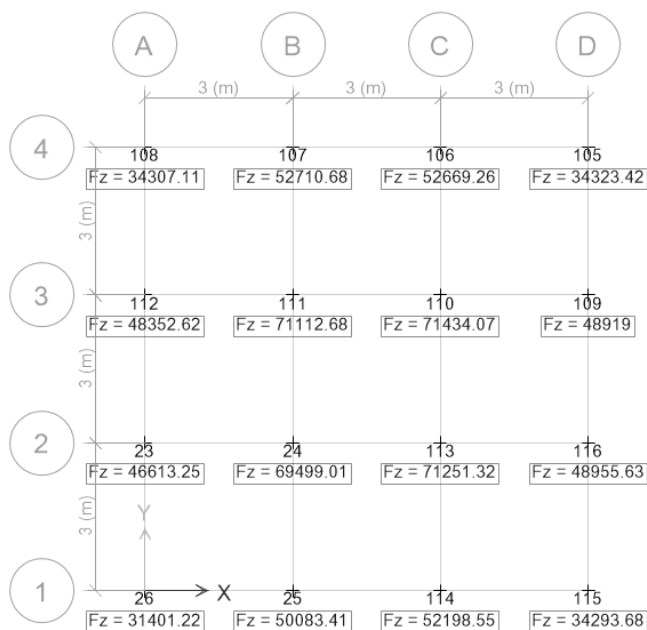 A B C D
3 (m) 3 (m) 3 (m)
4
108 107 106 105
Fz = 34307.11 Fz = 52710.68 Fz = 52669.26 Fz = 34323.42
3 (m)
3
112 111 110 109
Fz = 48352.62 Fz = 71112.68 Fz = 71434.07 Fz = 48919
3 (m)
2
23 24 113 116
Fz = 46613.25 Fz = 69499.01 Fz = 71251.32 Fz = 48955.63
3 (m)
Y
X
1
26 25 114 115
Fz = 31401.22 Fz = 50083.41 Fz = 52198.55 Fz = 34293.68